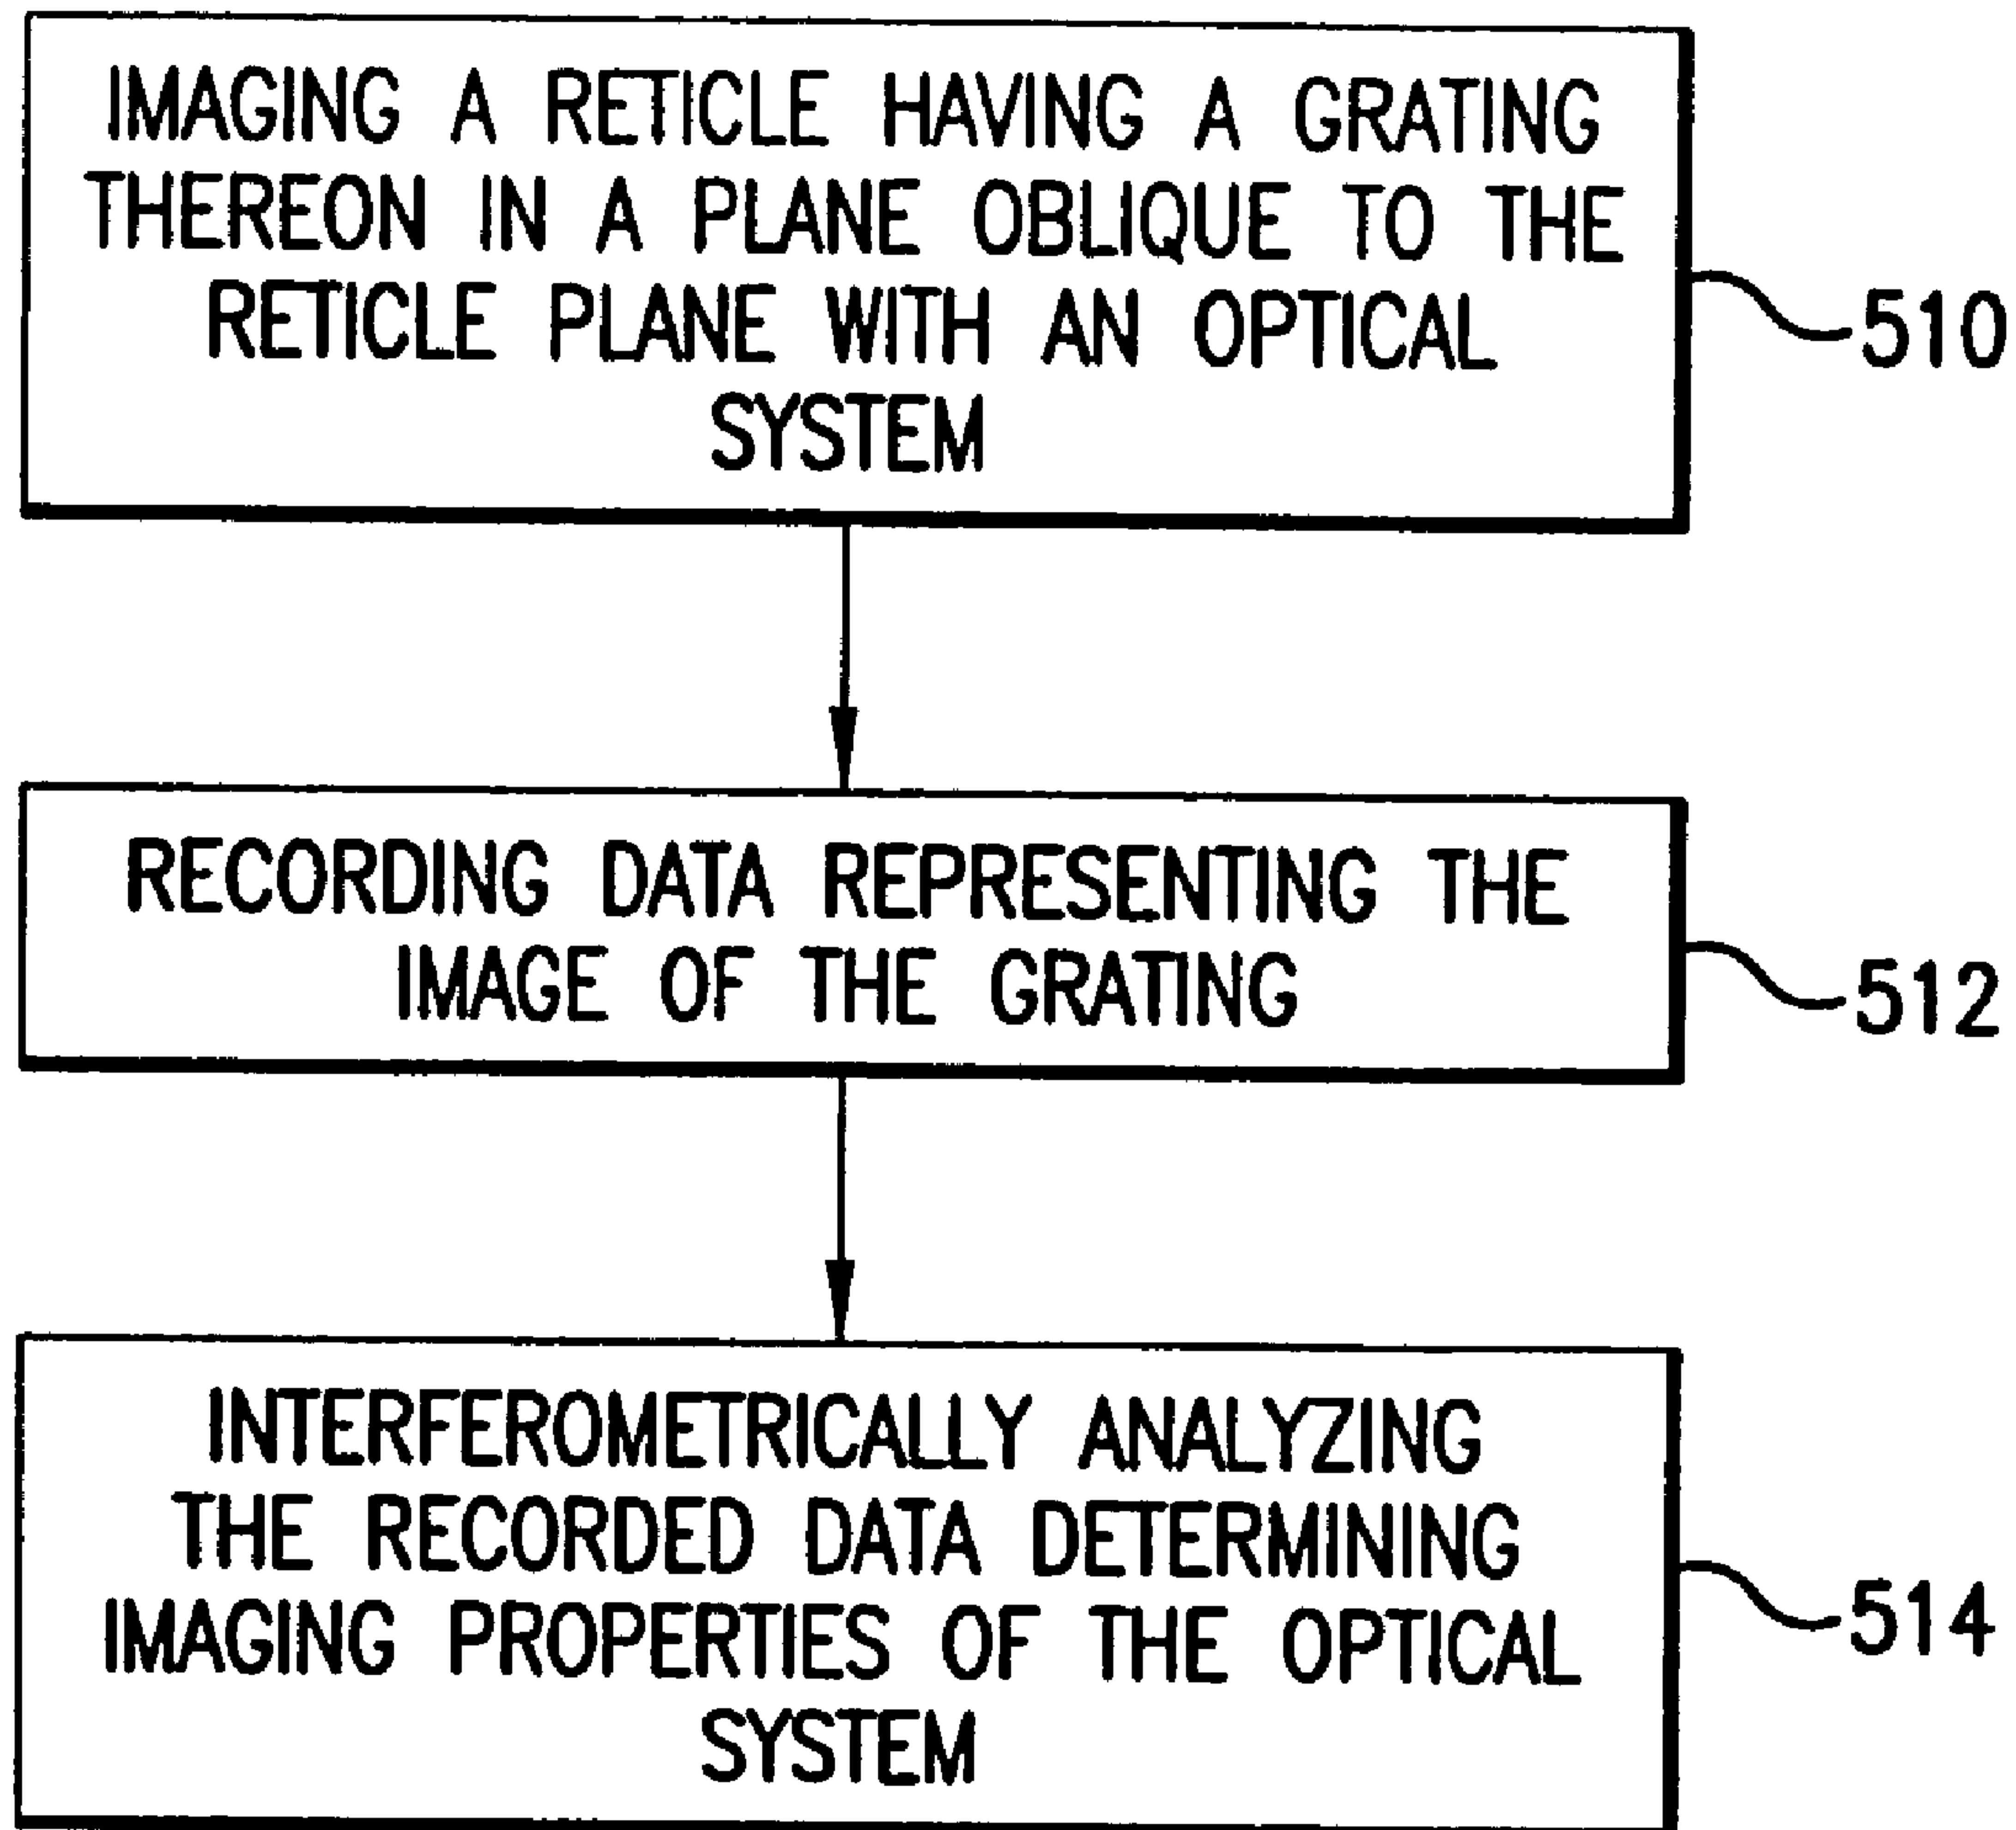 IMAGING A RETICLE HAVING A GRATING
THEREON IN A PLANE OBLIQUE TO THE
RETICLE PLANE WITH AN OPTICAL
SYSTEM
510
RECORDING DATA REPRESENTING THE
IMAGE OF THE GRATING
512
INTERFEROMETRICALLY ANALYZING
THE RECORDED DATA DETERMINING
IMAGING PROPERTIES OF THE OPTICAL
SYSTEM
514